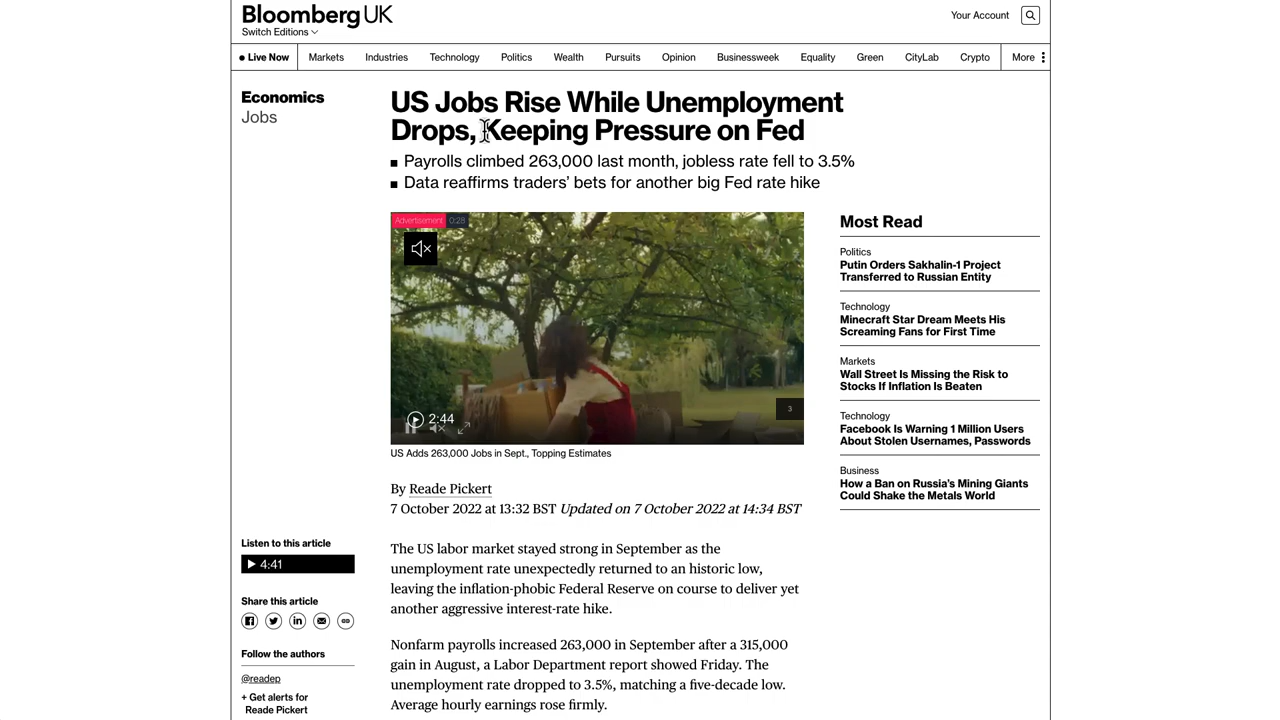 Bloomberg UK
Switch Editions
Your Account
Live Now
Markets
Industries
Technology
Politics
Wealth
Pursuits
Opinion
Businessweek
Equality
Green
CityLab
Crypto
More
Economics
Jobs
US Jobs Rise While Unemployment
Drops, Keeping Pressure on Fed
Payrolls climbed 263,000 last month, jobless rate fell to 3.5%
Data reaffirms traders’ bets for another big Fed rate hike
Advertisement 0:28
2:44
3
US Adds 263,000 Jobs in Sept., Topping Estimates
By Reade Pickert
7 October 2022 at 13:32 BST Updated on 7 October 2022 at 14:34 BST
The US labor market stayed strong in September as the
unemployment rate unexpectedly returned to an historic low,
leaving the inflation-phobic Federal Reserve on course to deliver yet
another aggressive interest-rate hike.
Nonfarm payrolls increased 263,000 in September after a 315,000
gain in August, a Labor Department report showed Friday. The
unemployment rate dropped to 3.5%, matching a five-decade low.
Average hourly earnings rose firmly.
Listen to this article
4:41
Share this article
Follow the authors
@readep
+ Get alerts for
Reade Pickert
Most Read
Politics
Putin Orders Sakhalin-1 Project
Transferred to Russian Entity
Technology
Minecraft Star Dream Meets His
Screaming Fans for First Time
Markets
Wall Street Is Missing the Risk to
Stocks If Inflation Is Beaten
Technology
Facebook Is Warning 1 Million Users
About Stolen Usernames, Passwords
Business
How a Ban on Russia’s Mining Giants
Could Shake the Metals World